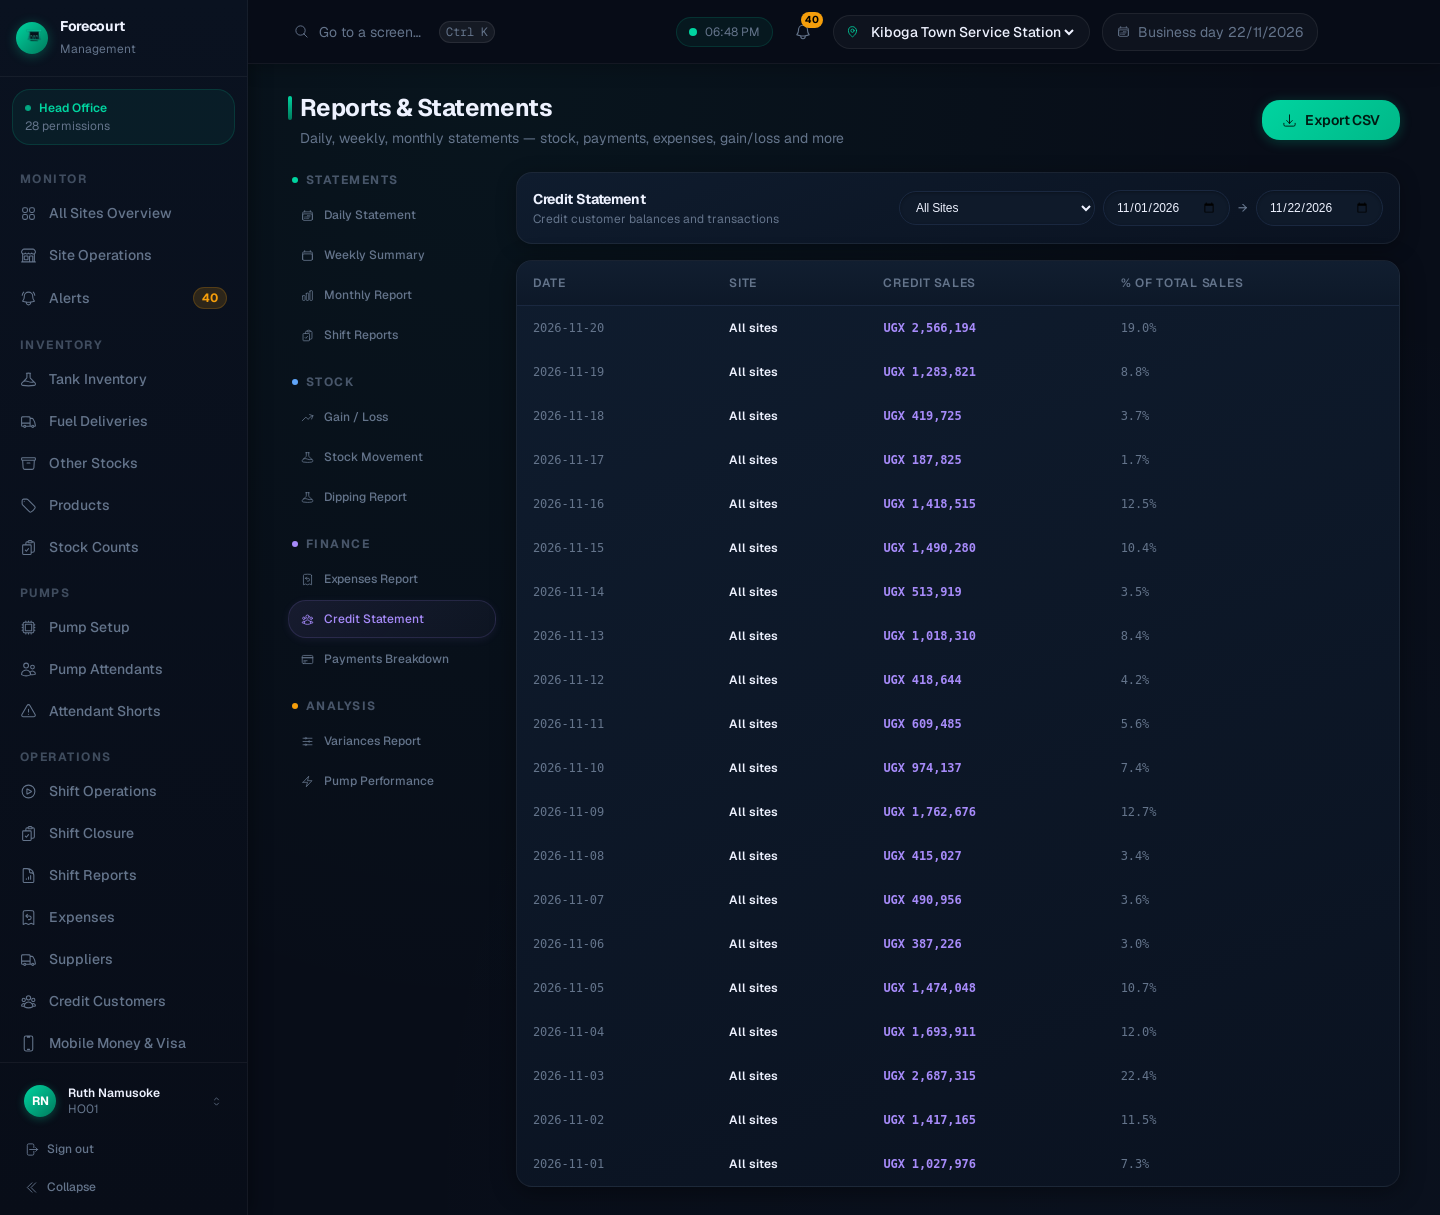 Forecourt
Management
Head Office
28 permissions
MONITOR
All Sites Overview
Site Operations
Alerts 40
INVENTORY
Tank Inventory
Fuel Deliveries
Other Stocks
Products
Stock Counts
PUMPS
Pump Setup
Pump Attendants
Attendant Shorts
OPERATIONS
Shift Operations
Shift Closure
Shift Reports
Expenses
Suppliers
Credit Customers
Mobile Money & Visa
RN Ruth Namusoke
HO01
Sign out
Collapse
Go to a screen... Ctrl K
06:48 PM
40
Kiboga Town Service Station
Business day 22/11/2026
Reports & Statements
Daily, weekly, monthly statements — stock, payments, expenses, gain/loss and more
Export CSV
STATEMENTS
Daily Statement
Weekly Summary
Monthly Report
Shift Reports
STOCK
Gain / Loss
Stock Movement
Dipping Report
FINANCE
Expenses Report
Credit Statement
Payments Breakdown
ANALYSIS
Variances Report
Pump Performance
Credit Statement
Credit customer balances and transactions
All Sites 11/01/2026 → 11/22/2026
DATE SITE CREDIT SALES % OF TOTAL SALES
2026-11-20 All sites UGX 2,566,194 19.0%
2026-11-19 All sites UGX 1,283,821 8.8%
2026-11-18 All sites UGX 419,725 3.7%
2026-11-17 All sites UGX 187,825 1.7%
2026-11-16 All sites UGX 1,418,515 12.5%
2026-11-15 All sites UGX 1,490,280 10.4%
2026-11-14 All sites UGX 513,919 3.5%
2026-11-13 All sites UGX 1,018,310 8.4%
2026-11-12 All sites UGX 418,644 4.2%
2026-11-11 All sites UGX 609,485 5.6%
2026-11-10 All sites UGX 974,137 7.4%
2026-11-09 All sites UGX 1,762,676 12.7%
2026-11-08 All sites UGX 415,027 3.4%
2026-11-07 All sites UGX 490,956 3.6%
2026-11-06 All sites UGX 387,226 3.0%
2026-11-05 All sites UGX 1,474,048 10.7%
2026-11-04 All sites UGX 1,693,911 12.0%
2026-11-03 All sites UGX 2,687,315 22.4%
2026-11-02 All sites UGX 1,417,165 11.5%
2026-11-01 All sites UGX 1,027,976 7.3%